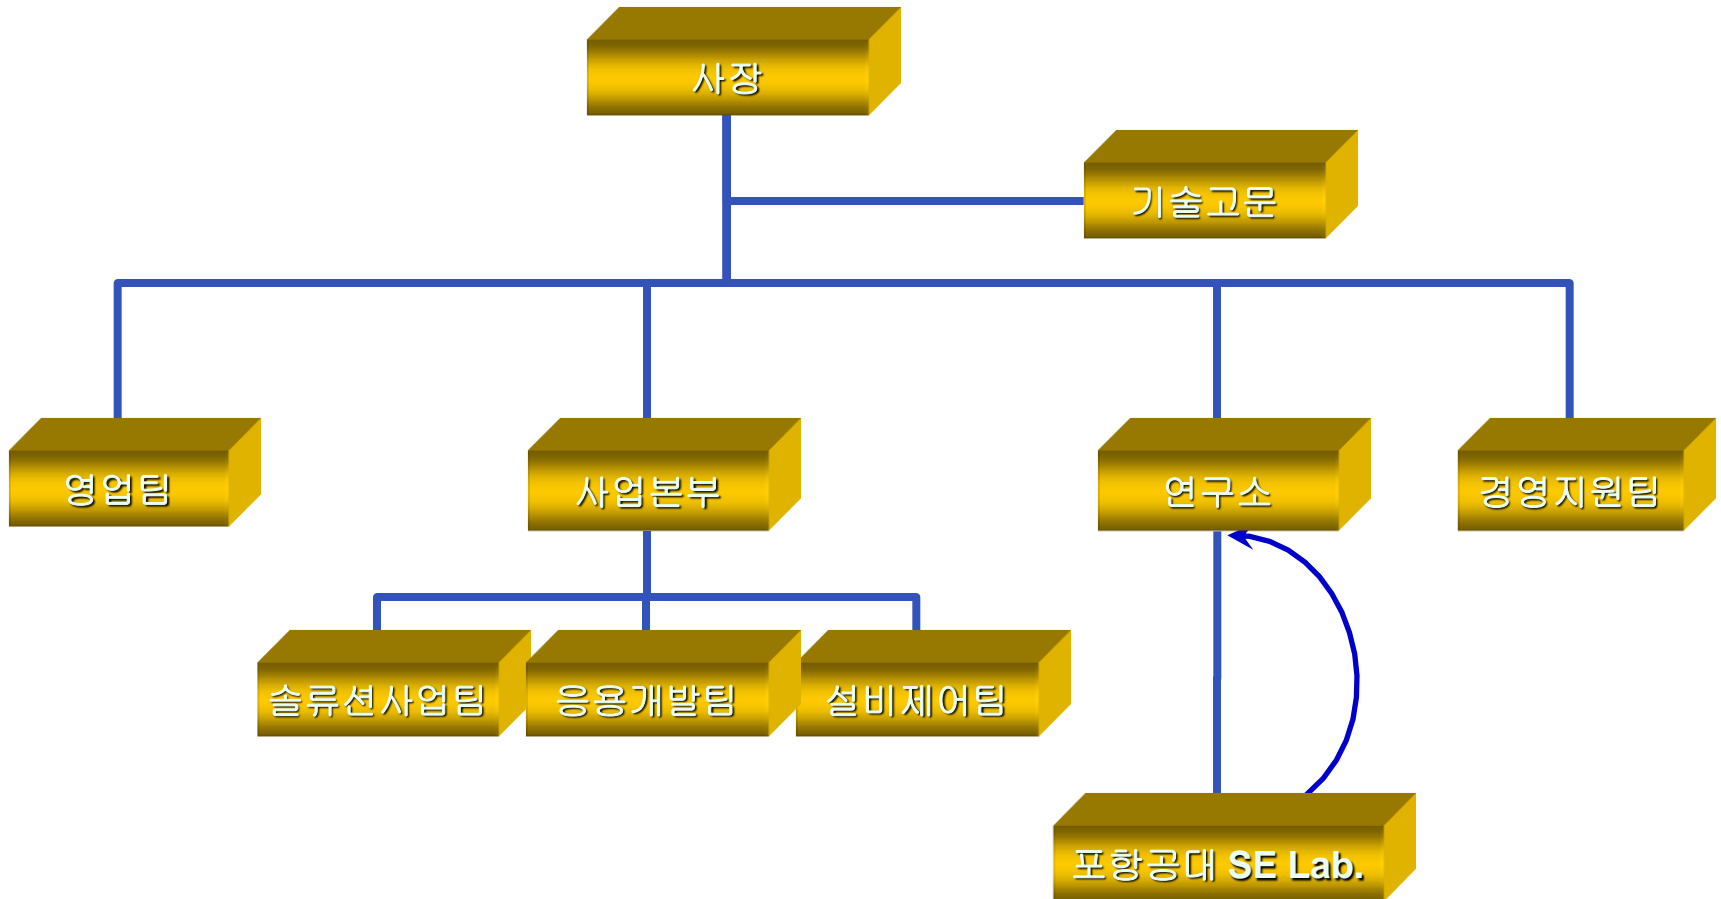 사장
기술고문
영업팀
사업본부
연구소
경영지원팀
솔류션사업팀
응용개발팀
설비제어팀
포항공대 SE Lab.